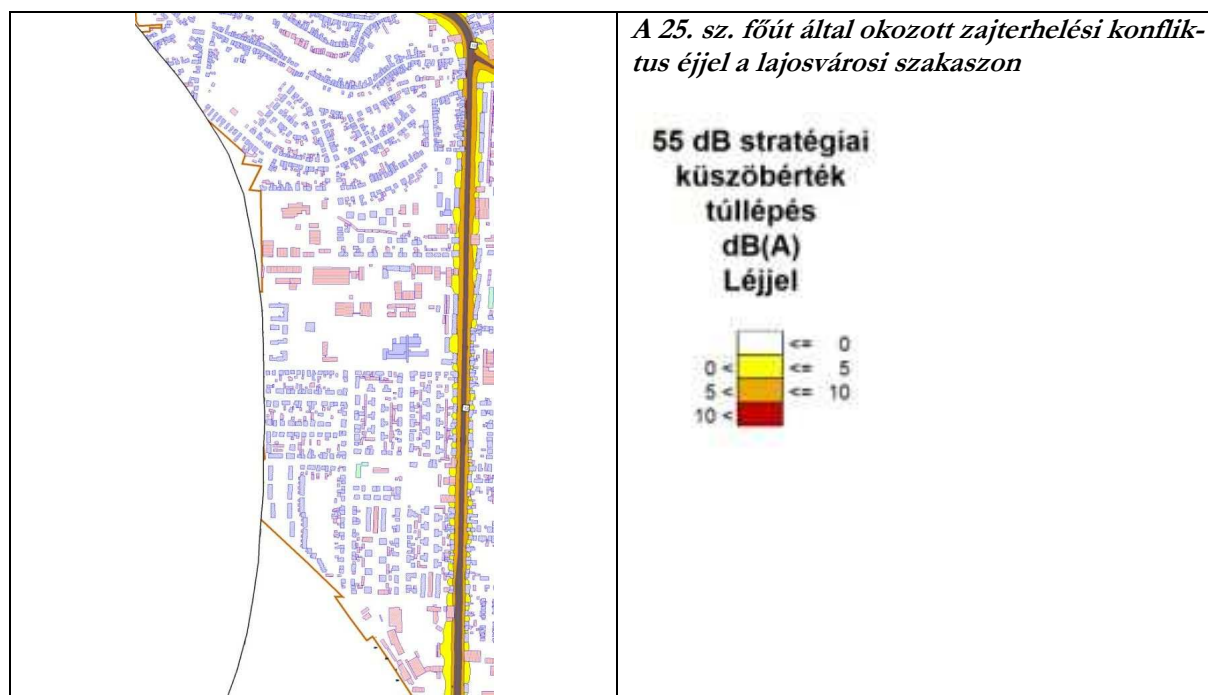 A 25. sz. főút által okozott zajterhelési konflik-
tus éjjel a lajosvárosi szakaszon
55 dB stratégiai
küszöbérték
túllépés
dB(A)
Léjjel
<= 0
0 < <= 5
5 < <= 10
10 <